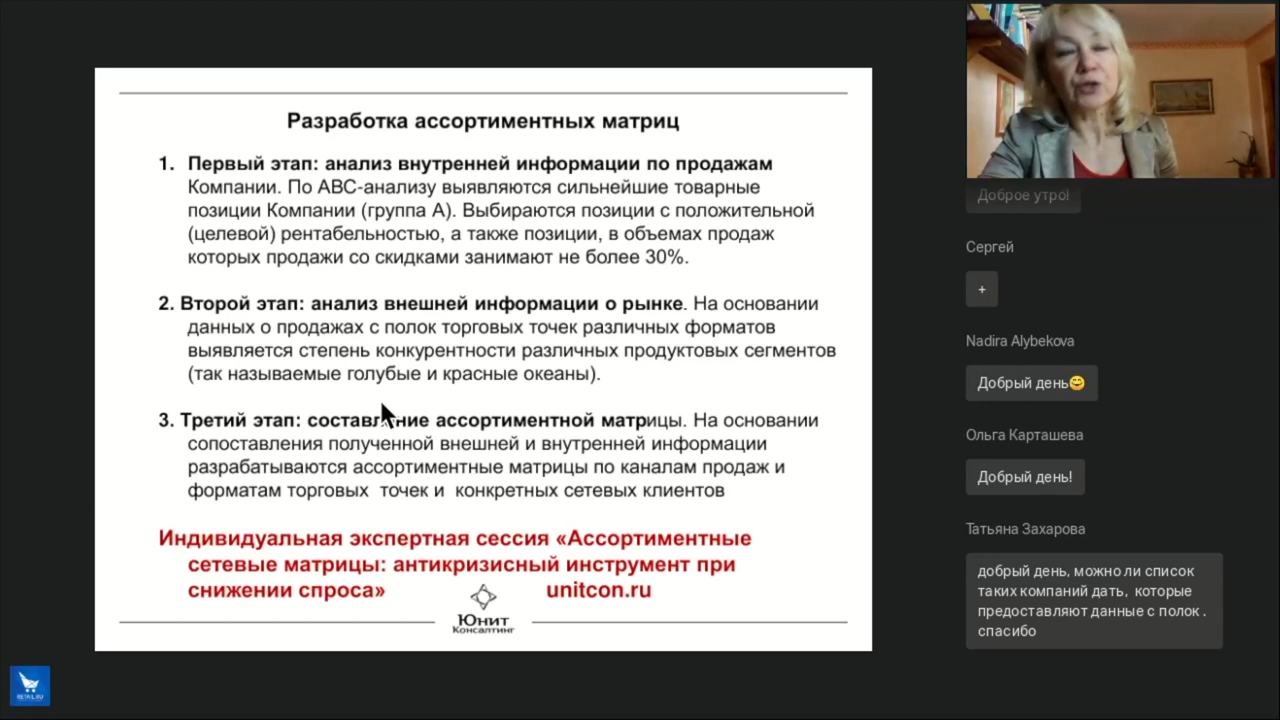 Разработка ассортиментных матриц
1. Первый этап: анализ внутренней информации по продажам
Компании. По АВС-анализу выявляются сильнейшие товарные
позиции Компании (группа А). Выбираются позиции с положительной
(целевой) рентабельностью, а также позиции, в объемах продаж
которых продажи со скидками занимают не более 30%.
2. Второй этап: анализ внешней информации о рынке. На основании
данных о продажах с полок торговых точек различных форматов
выявляется степень конкурентности различных продуктовых сегментов
(так называемые голубые и красные океаны).
3. Третий этап: составление ассортиментной матрицы. На основании
сопоставления полученной внешней и внутренней информации
разрабатываются ассортиментные матрицы по каналам продаж и
форматам торговых точек и конкретных сетевых клиентов
Индивидуальная экспертная сессия «Ассортиментные
сетевые матрицы: антикризисный инструмент при
снижении спроса» unitcon.ru
Юнит
Консалтинг
RETAIL.RU
Доброе утро!
Сергей
+
Nadira Alybekova
Добрый день😊
Ольга Карташева
Добрый день!
Татьяна Захарова
добрый день, можно ли список
таких компаний дать, которые
предоставляют данные с полок .
спасибо